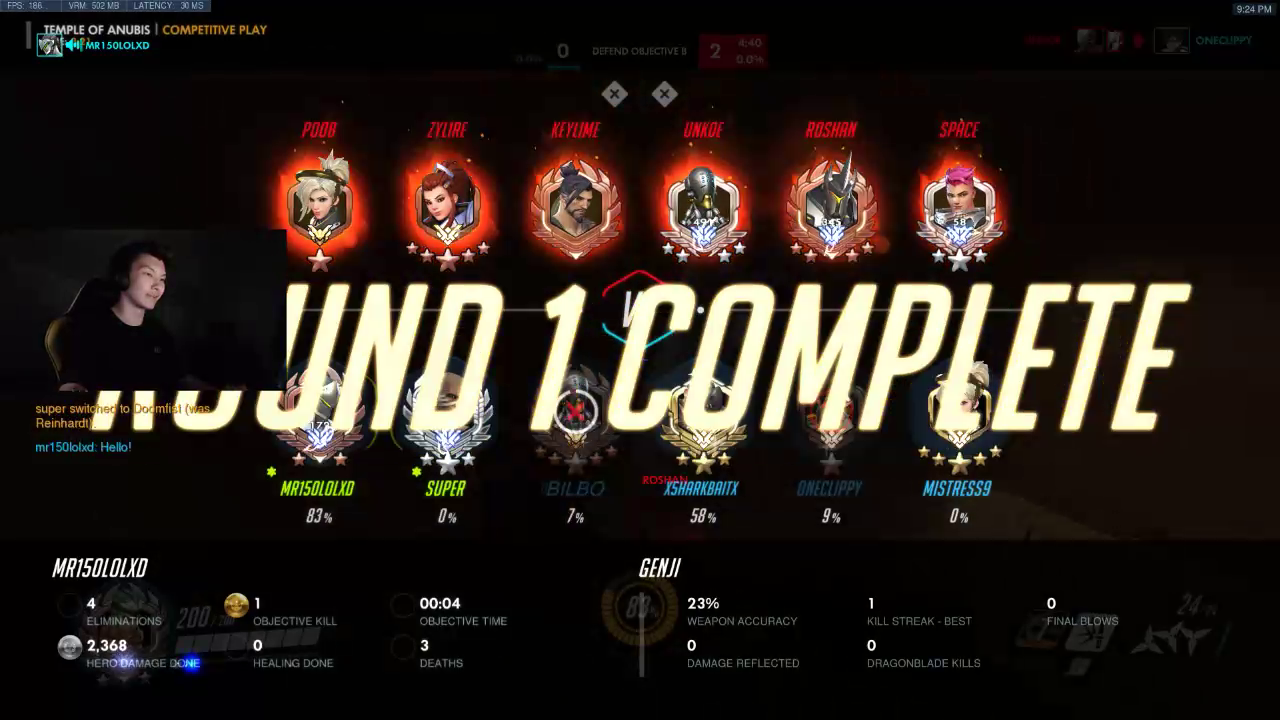 FPS: 186 VRM: 502 MB LATENCY: 30 MS
9:24 PM
TEMPLE OF ANUBIS | COMPETITIVE PLAY
MR150LOLXD
0 DEFEND OBJECTIVE B 2 4:40
0.0%
ONECLIPPY
POOB ZYLIRE KEYLIME UNKOE ROSHAN SPACE
ROUND 1 COMPLETE
super switched to Doomfist (was
Reinhardt).
mr150lolxd: Hello!
ROSHAN
MR150LOLXD SUPER BILBO XSHARKBAITX ONECLIPPY MISTRESS9
83% 0% 7% 58% 9% 0%
MR150LOLXD GENJI
4 1 00:04 23% 1 0
ELIMINATIONS OBJECTIVE KILL OBJECTIVE TIME WEAPON ACCURACY KILL STREAK - BEST FINAL BLOWS
2,368 0 3 0 0
HERO DAMAGE DONE HEALING DONE DEATHS DAMAGE REFLECTED DRAGONBLADE KILLS